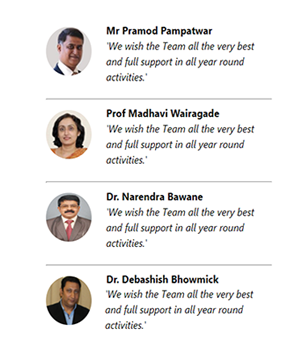 Mr Pramod Pampatwar
'We wish the Team all the very best
and full support in all year round
activities.'
Prof Madhavi Wairagade
'We wish the Team all the very best
and full support in all year round
activities.'
Dr. Narendra Bawane
'We wish the Team all the very best
and full support in all year round
activities.'
Dr. Debashish Bhowmick
'We wish the Team all the very best
and full support in all year round
activities.'